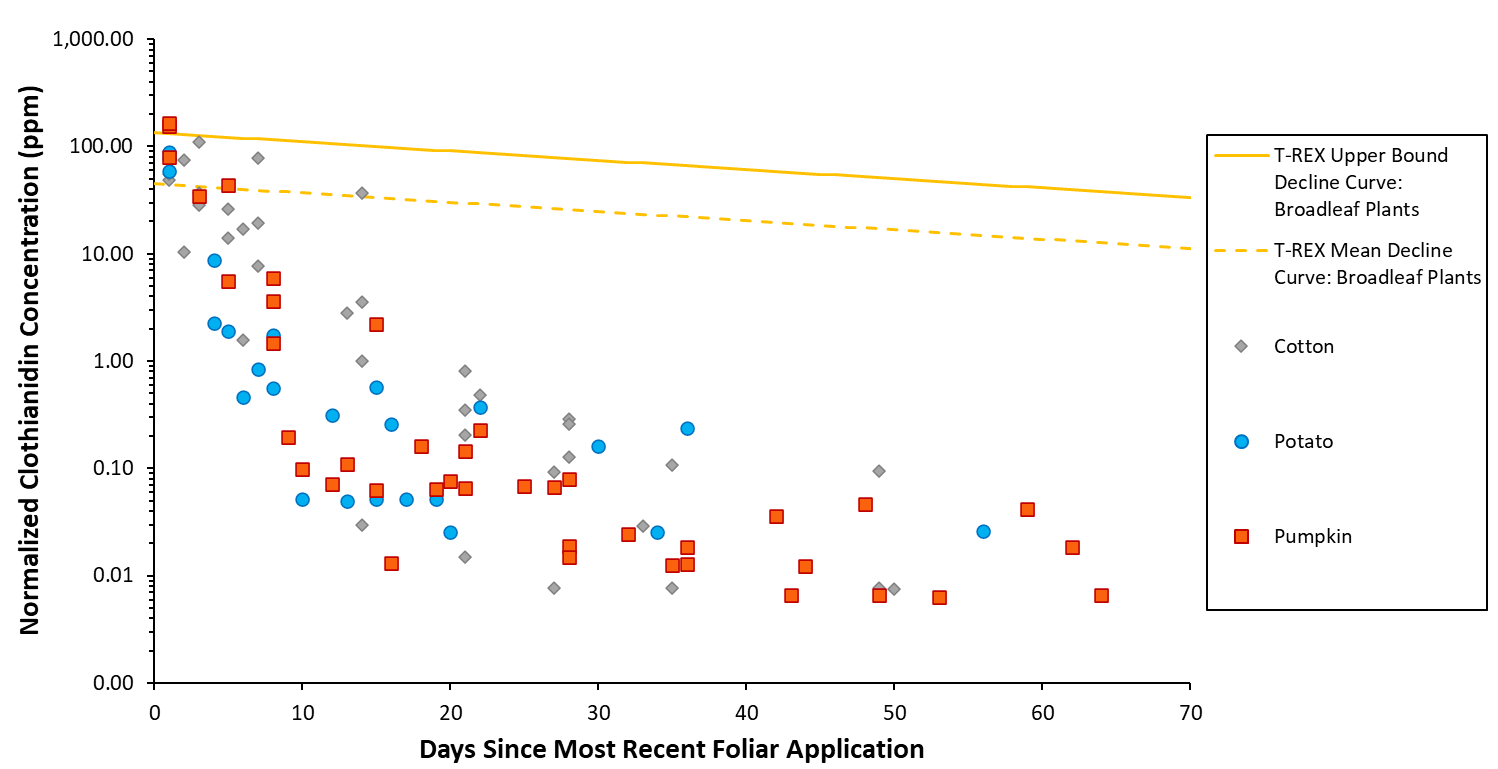 Normalized Clothianidin Concentration (ppm)
1,000.00
100.00
10.00
1.00
0.10
0.01
0.00
0 10 20 30 40 50 60 70
Days Since Most Recent Foliar Application
T-REX Upper Bound
Decline Curve:
Broadleaf Plants
T-REX Mean Decline
Curve: Broadleaf Plants
Cotton
Potato
Pumpkin